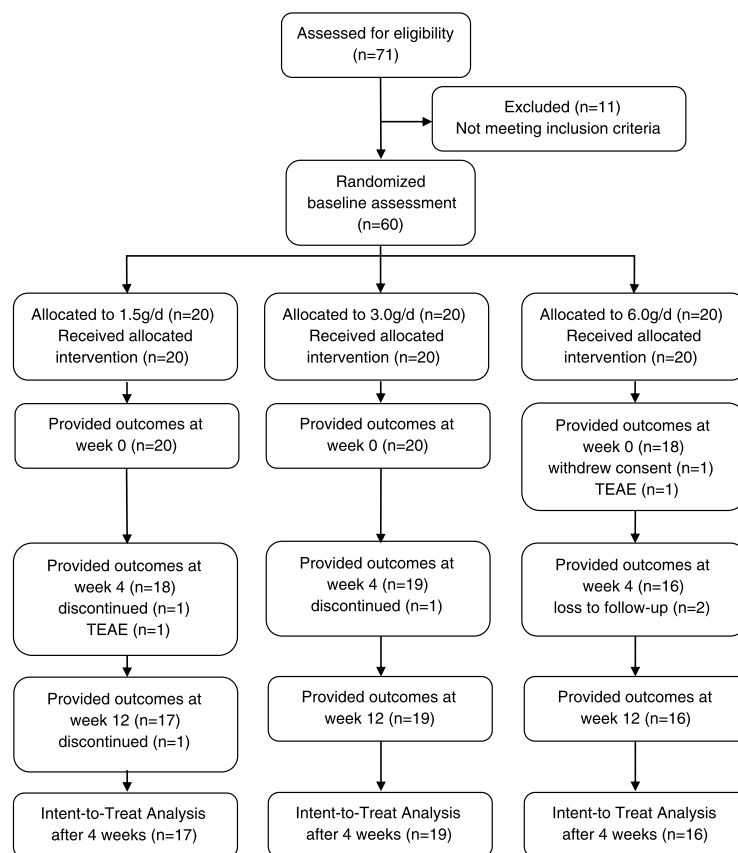 Assessed for eligibility
(n=71)
Excluded (n=11)
Not meeting inclusion criteria
Randomized
baseline assessment
(n=60)
Allocated to 1.5g/d (n=20)
Received allocated
intervention (n=20)
Allocated to 3.0g/d (n=20)
Received allocated
intervention (n=20)
Allocated to 6.0g/d (n=20)
Received allocated
intervention (n=20)
Provided outcomes at
week 0 (n=20)
Provided outcomes at
week 0 (n=20)
Provided outcomes at
week 0 (n=18)
withdrew consent (n=1)
TEAE (n=1)
Provided outcomes at
week 4 (n=18)
discontinued (n=1)
TEAE (n=1)
Provided outcomes at
week 4 (n=19)
discontinued (n=1)
Provided outcomes at
week 4 (n=16)
loss to follow-up (n=2)
Provided outcomes at
week 12 (n=17)
discontinued (n=1)
Provided outcomes at
week 12 (n=19)
Provided outcomes at
week 12 (n=16)
Intent-to-Treat Analysis
after 4 weeks (n=17)
Intent-to-Treat Analysis
after 4 weeks (n=19)
Intent-to Treat Analysis
after 4 weeks (n=16)